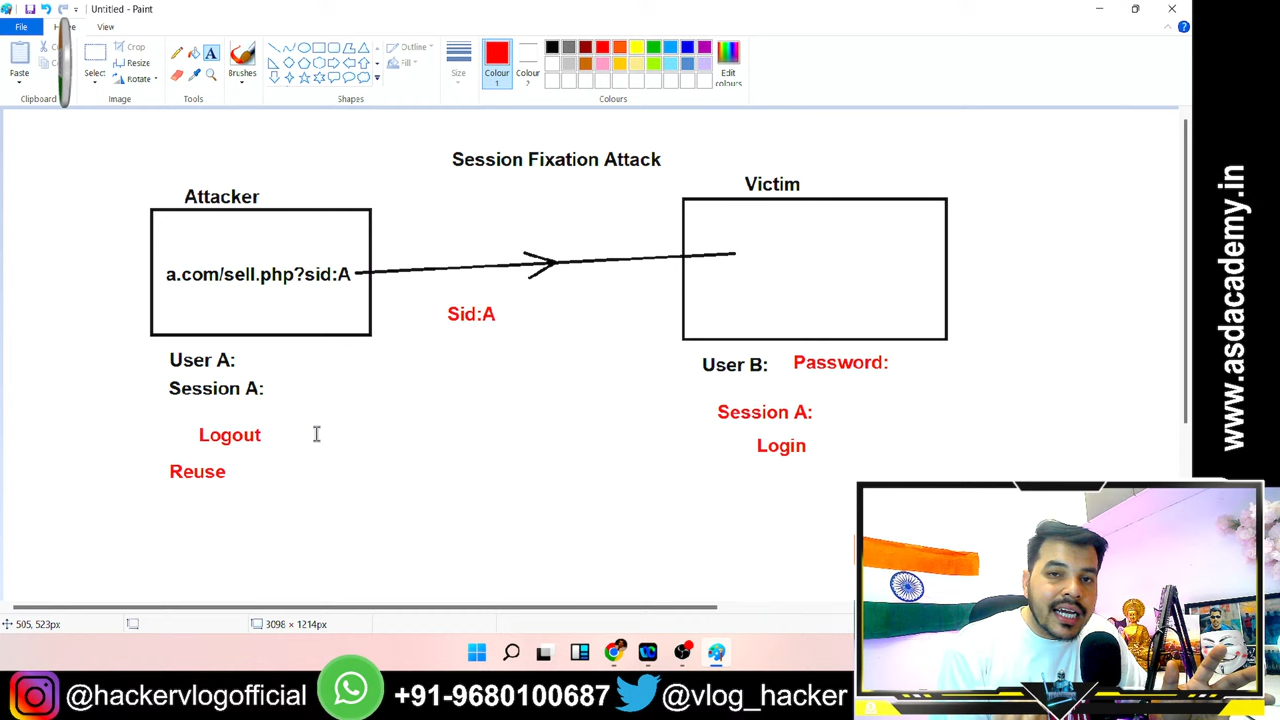 Untitled - Paint
File
View
Paste
Clipboard
Select
Crop
Resize
Rotate
Image
Tools
Brushes
Shapes
Outline
Fill
Size
Colour 1
Colour 2
Edit colours
Colours
Session Fixation Attack
Attacker
Victim
a.com/sell.php?sid:A
Sid:A
User A:
Session A:
Logout
Reuse
User B:
Password:
Session A:
Login
505, 523px
3098 × 1214px
www.asdacademy.in
@hackervlogofficial
+91-9680100687
@vlog_hacker